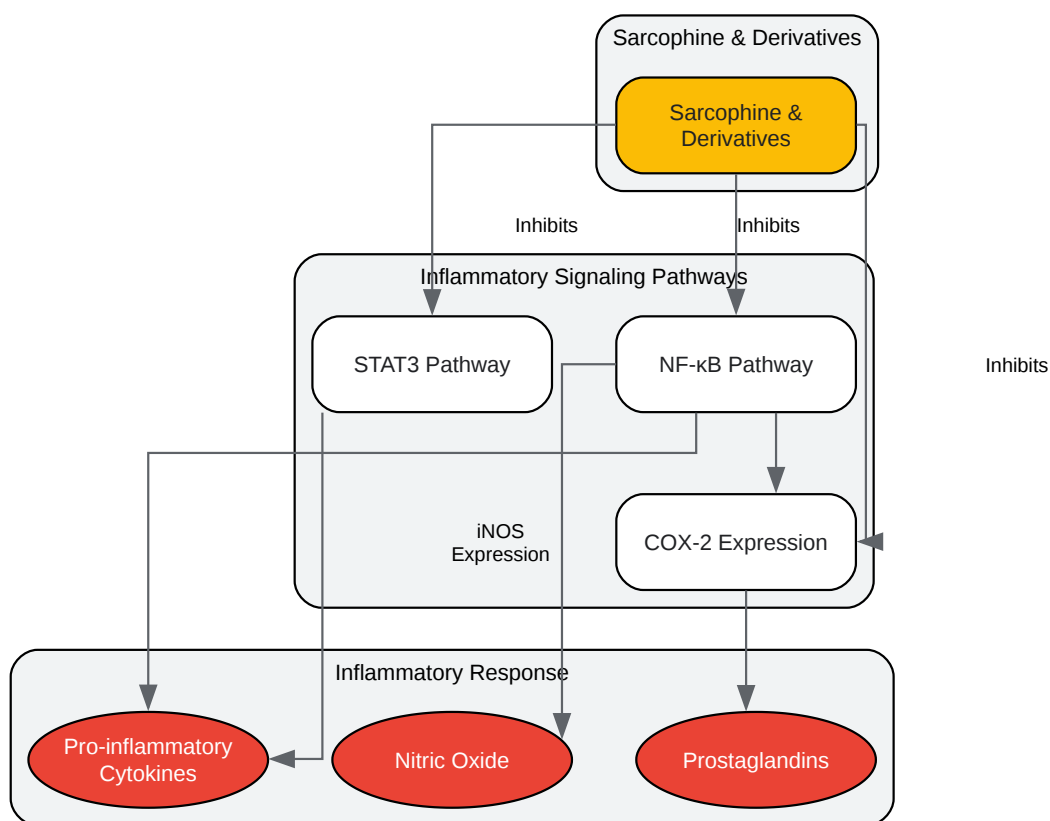 Sarcophine & Derivatives
Sarcophine &
Derivatives
Inhibits
Inhibits
Inflammatory Signaling Pathways
STAT3 Pathway
NF-κB Pathway
Inhibits
iNOS
Expression
COX-2 Expression
Inflammatory Response
Pro-inflammatory
Cytokines
Nitric Oxide
Prostaglandins